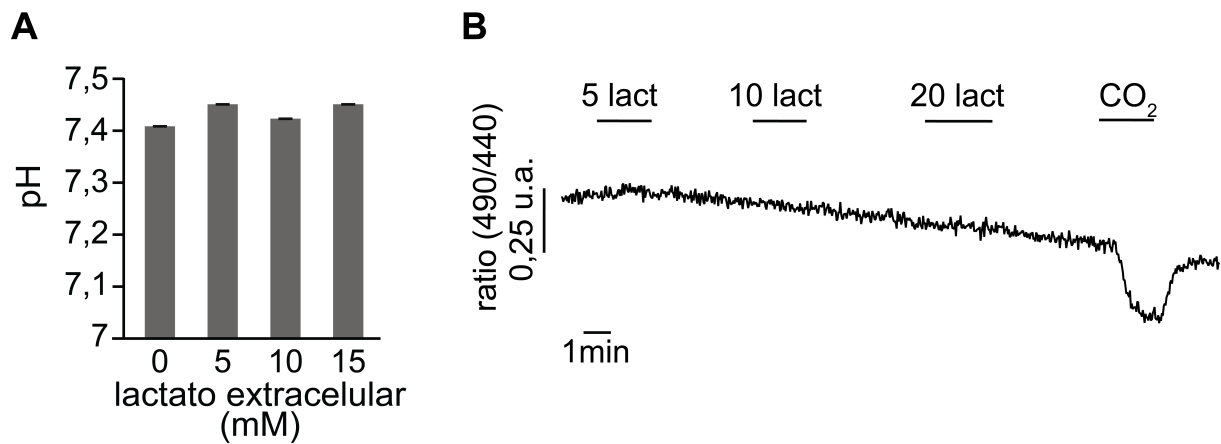 A
pH
7,5
7,4
7,3
7,2
7,1
7
0 5 10 15
lactato extracelular
(mM)
B
5 lact 10 lact 20 lact CO₂
ratio (490/440)
0,25 u.a.
1min